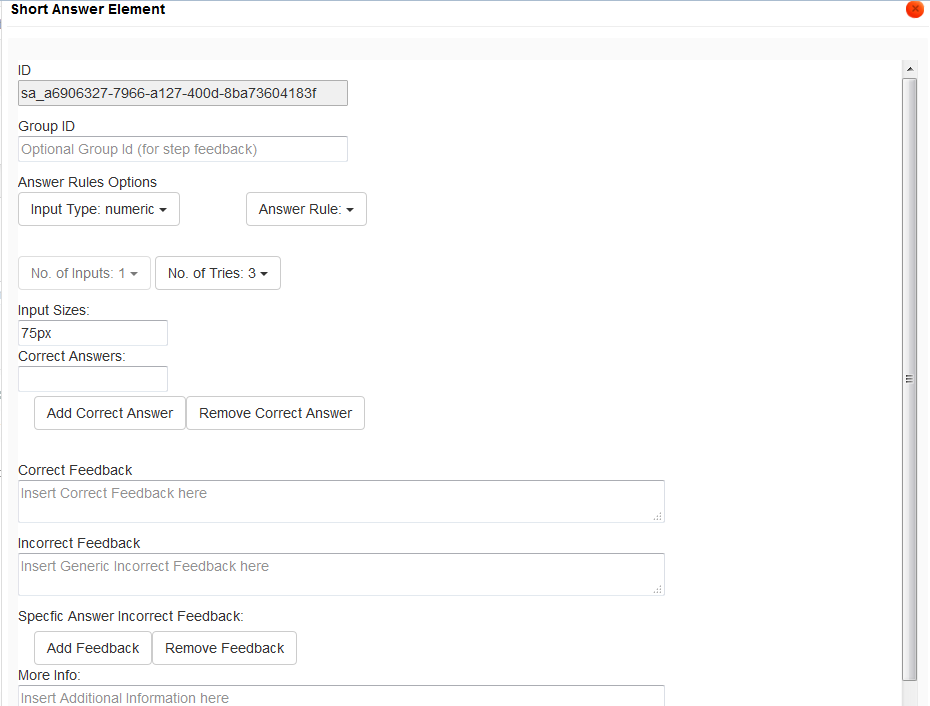 Short Answer Element
ID
sa_a6906327-7966-a127-400d-8ba73604183f
Group ID
Optional Group Id (for step feedback)
Answer Rules Options
Input Type: numeric Answer Rule:
No. of Inputs: 1 No. of Tries: 3
Input Sizes:
75px
Correct Answers:
Add Correct Answer Remove Correct Answer
Correct Feedback
Insert Correct Feedback here
Incorrect Feedback
Insert Generic Incorrect Feedback here
Specfic Answer Incorrect Feedback:
Add Feedback Remove Feedback
More Info:
Insert Additional Information here